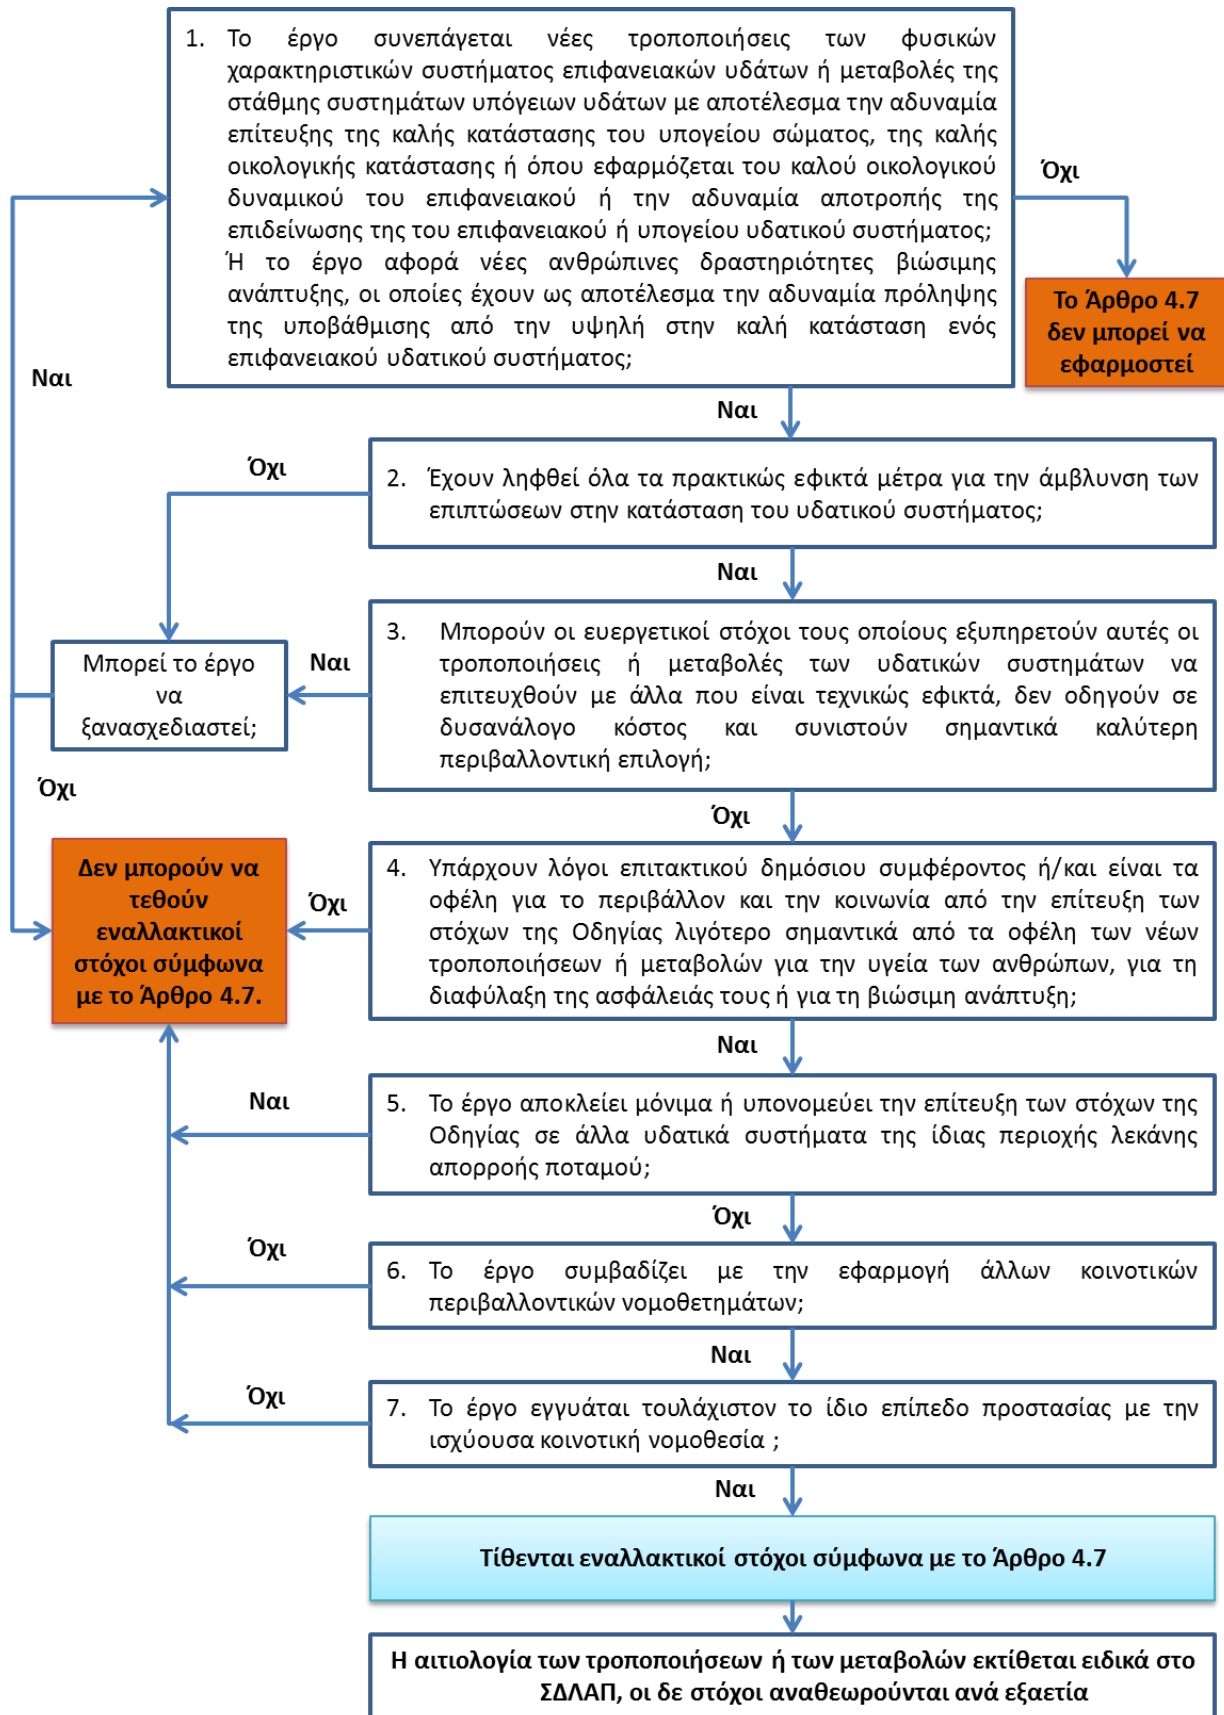 1. Το έργο συνεπάγεται νέες τροποποιήσεις των φυσικών
χαρακτηριστικών συστήματος επιφανειακών υδάτων ή μεταβολές της
στάθμης συστημάτων υπόγειων υδάτων με αποτέλεσμα την αδυναμία
επίτευξης της καλής κατάστασης του υπογείου σώματος, της καλής
οικολογικής κατάστασης ή όπου εφαρμόζεται του καλού οικολογικού
δυναμικού του επιφανειακού ή την αδυναμία αποτροπής της
επιδείνωσης της του επιφανειακού ή υπογείου υδατικού συστήματος;
Ή το έργο αφορά νέες ανθρώπινες δραστηριότητες βιώσιμης
ανάπτυξης, οι οποίες έχουν ως αποτέλεσμα την αδυναμία πρόληψης
της υποβάθμισης από την υψηλή στην καλή κατάσταση ενός
επιφανειακού υδατικού συστήματος;
Όχι
Το Άρθρο 4.7
δεν μπορεί να
εφαρμοστεί
Ναι
Ναι
Όχι
2. Έχουν ληφθεί όλα τα πρακτικώς εφικτά μέτρα για την άμβλυνση των
επιπτώσεων στην κατάσταση του υδατικού συστήματος;
Ναι
3. Μπορούν οι ευεργετικοί στόχοι τους οποίους εξυπηρετούν αυτές οι
τροποποιήσεις ή μεταβολές των υδατικών συστημάτων να
επιτευχθούν με άλλα που είναι τεχνικώς εφικτά, δεν οδηγούν σε
δυσανάλογο κόστος και συνιστούν σημαντικά καλύτερη
περιβαλλοντική επιλογή;
Ναι
Μπορεί το έργο
να
ξανασχεδιαστεί;
Όχι
Όχι
4. Υπάρχουν λόγοι επιτακτικού δημόσιου συμφέροντος ή/και είναι τα
οφέλη για το περιβάλλον και την κοινωνία από την επίτευξη των
στόχων της Οδηγίας λιγότερο σημαντικά από τα οφέλη των νέων
τροποποιήσεων ή μεταβολών για την υγεία των ανθρώπων, για τη
διαφύλαξη της ασφάλειάς τους ή για τη βιώσιμη ανάπτυξη;
Όχι
Δεν μπορούν να
τεθούν
εναλλακτικοί
στόχοι σύμφωνα
με το Άρθρο 4.7.
Ναι
5. Το έργο αποκλείει μόνιμα ή υπονομεύει την επίτευξη των στόχων της
Οδηγίας σε άλλα υδατικά συστήματα της ίδιας περιοχής λεκάνης
απορροής ποταμού;
Ναι
Όχι
6. Το έργο συμβαδίζει με την εφαρμογή άλλων κοινοτικών
περιβαλλοντικών νομοθετημάτων;
Όχι
Ναι
7. Το έργο εγγυάται τουλάχιστον το ίδιο επίπεδο προστασίας με την
ισχύουσα κοινοτική νομοθεσία ;
Όχι
Ναι
Τίθενται εναλλακτικοί στόχοι σύμφωνα με το Άρθρο 4.7
Η αιτιολογία των τροποποιήσεων ή των μεταβολών εκτίθεται ειδικά στο
ΣΔΛΑΠ, οι δε στόχοι αναθεωρούνται ανά εξαετία